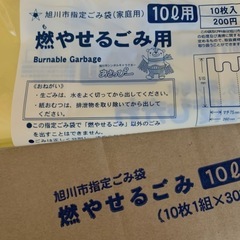 旭川市指定ごみ袋(家庭用) 10ℓ用
10枚入
200円
燃やせるごみ用
Burnable Garbage
(おねがい)
・生ごみは、水をよく切ってから出してください。
・紙おむつは、排泄物を取り除いてから出してください。
●この指定ごみ袋で「燃やせるごみ」以外のごみ
を出すことはできません。
旭川市指定ごみ袋
燃やせるごみ 10ℓ
(10枚1組×30